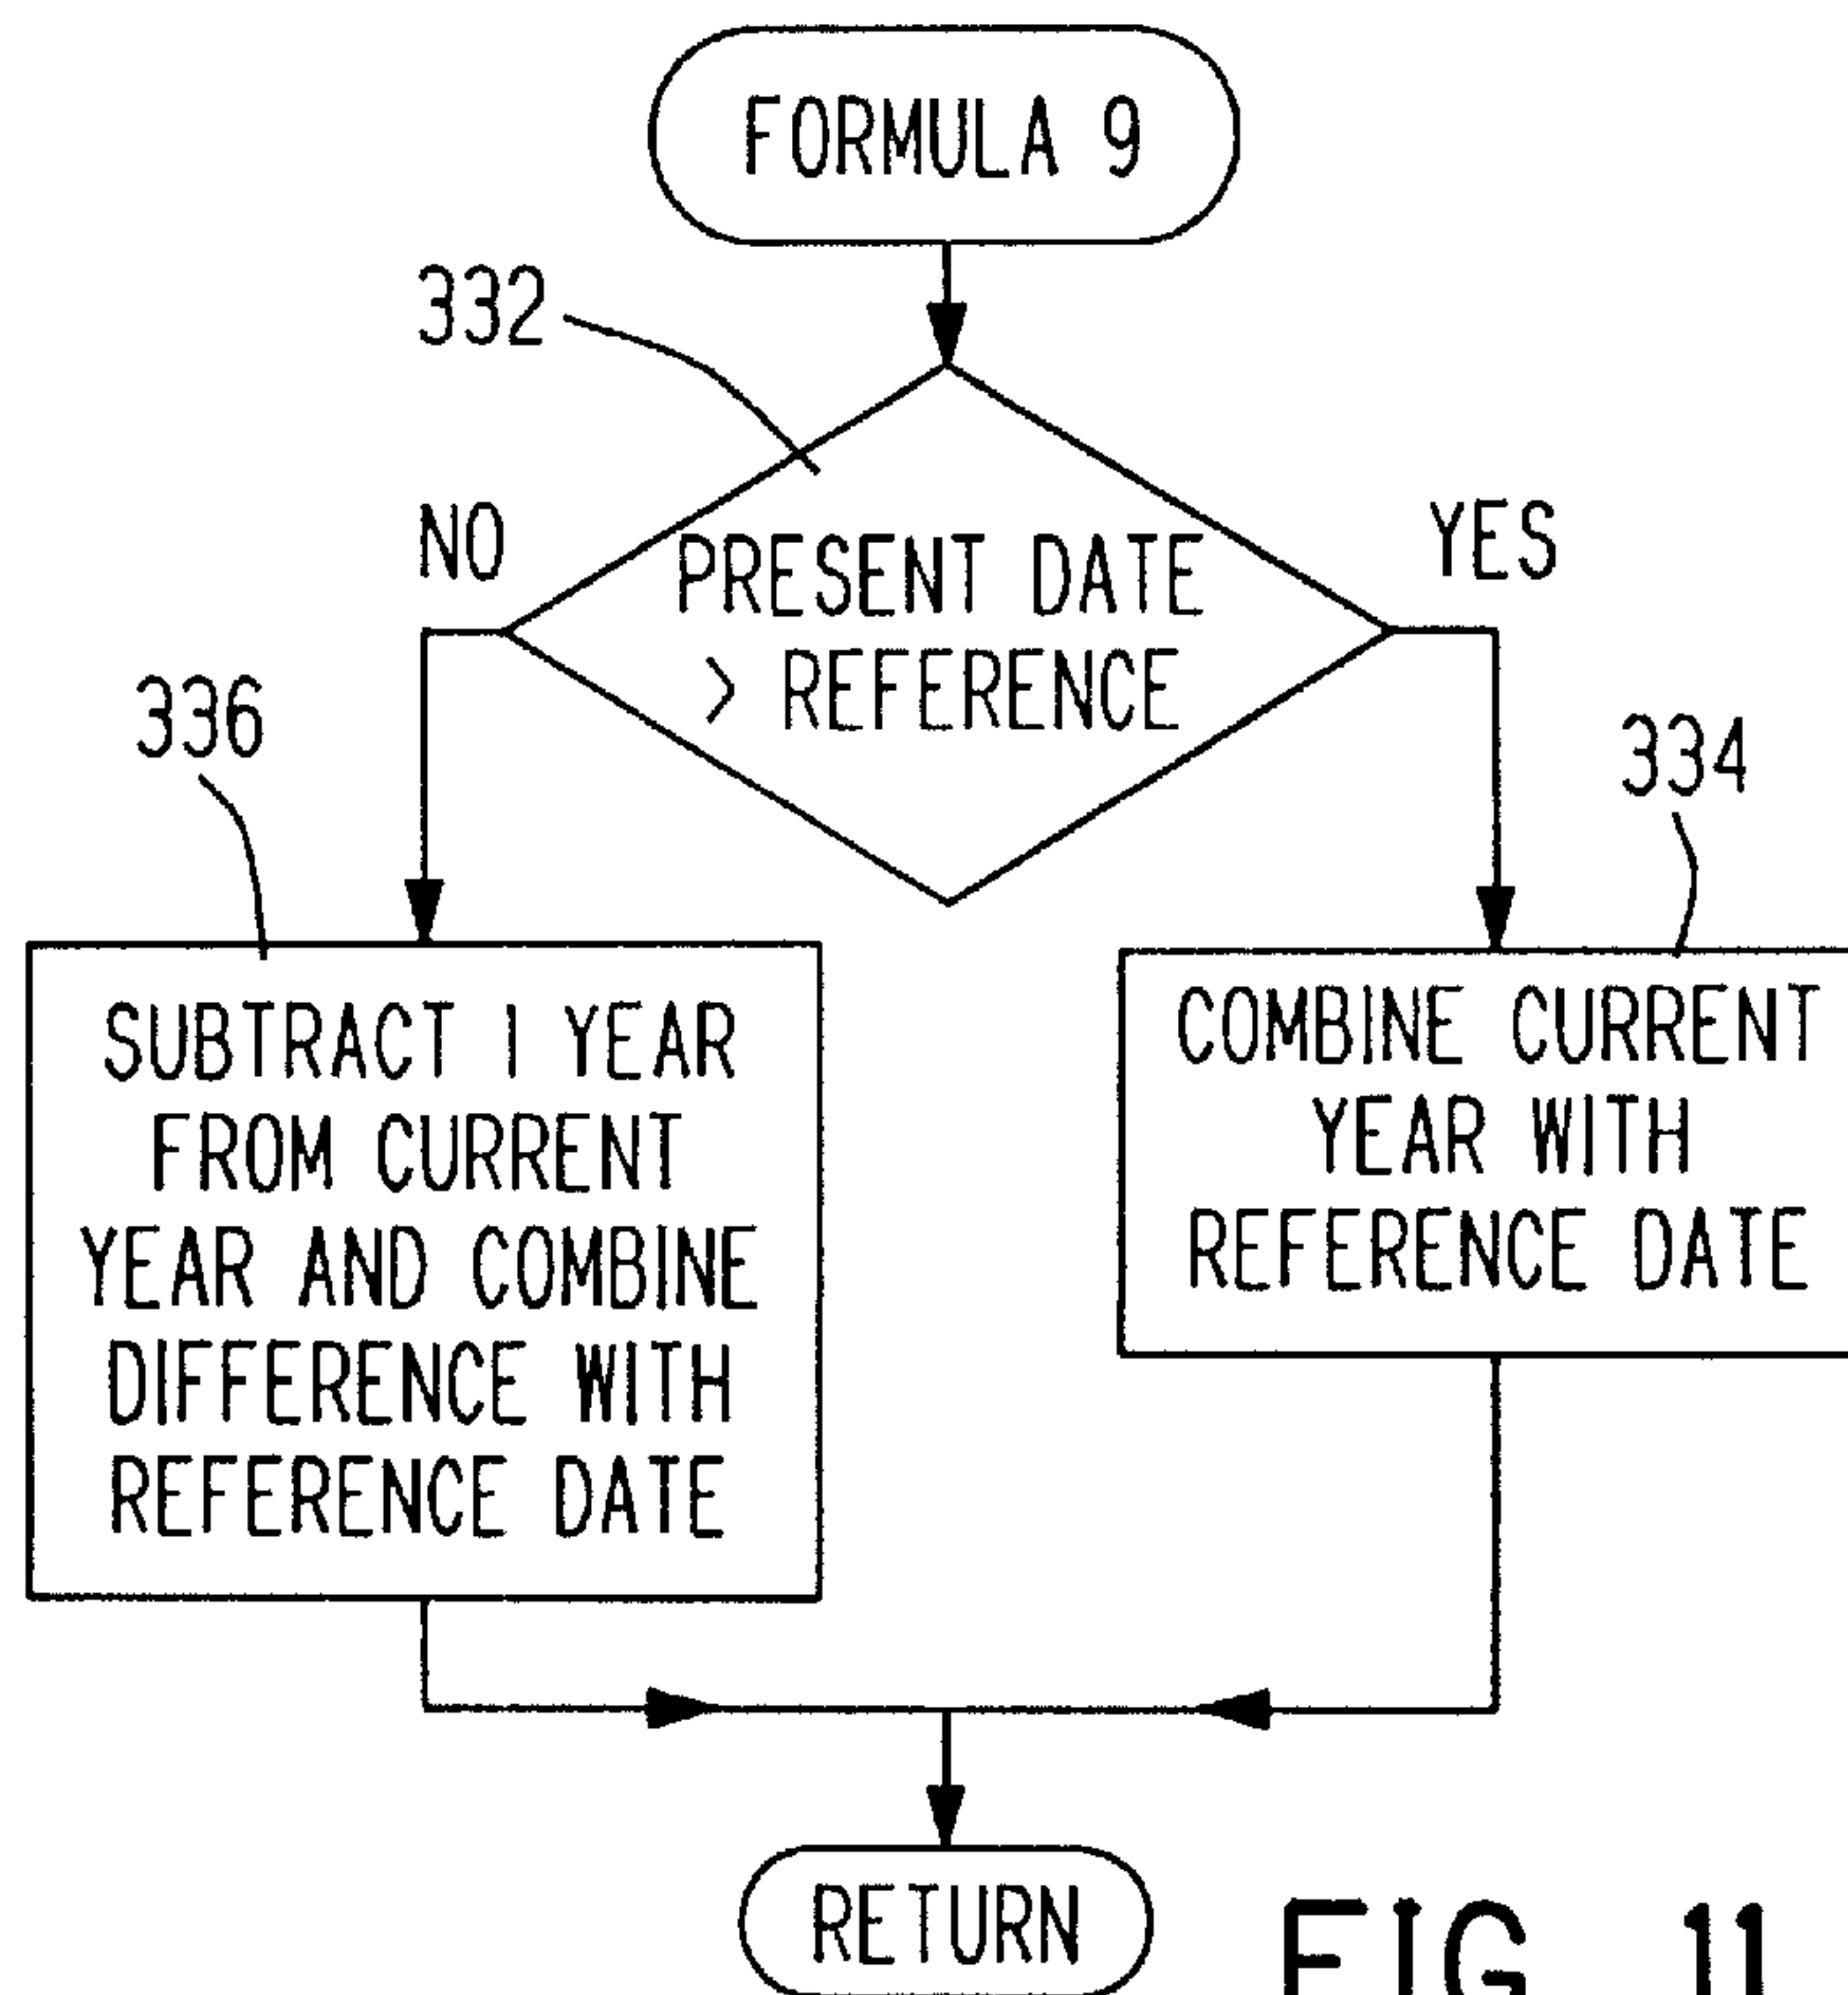 FORMULA 9
332
NO
YES
PRESENT DATE
> REFERENCE
336
334
SUBTRACT 1 YEAR
FROM CURRENT
YEAR AND COMBINE
DIFFERENCE WITH
REFERENCE DATE
COMBINE CURRENT
YEAR WITH
REFERENCE DATE
RETURN
FIG. 11